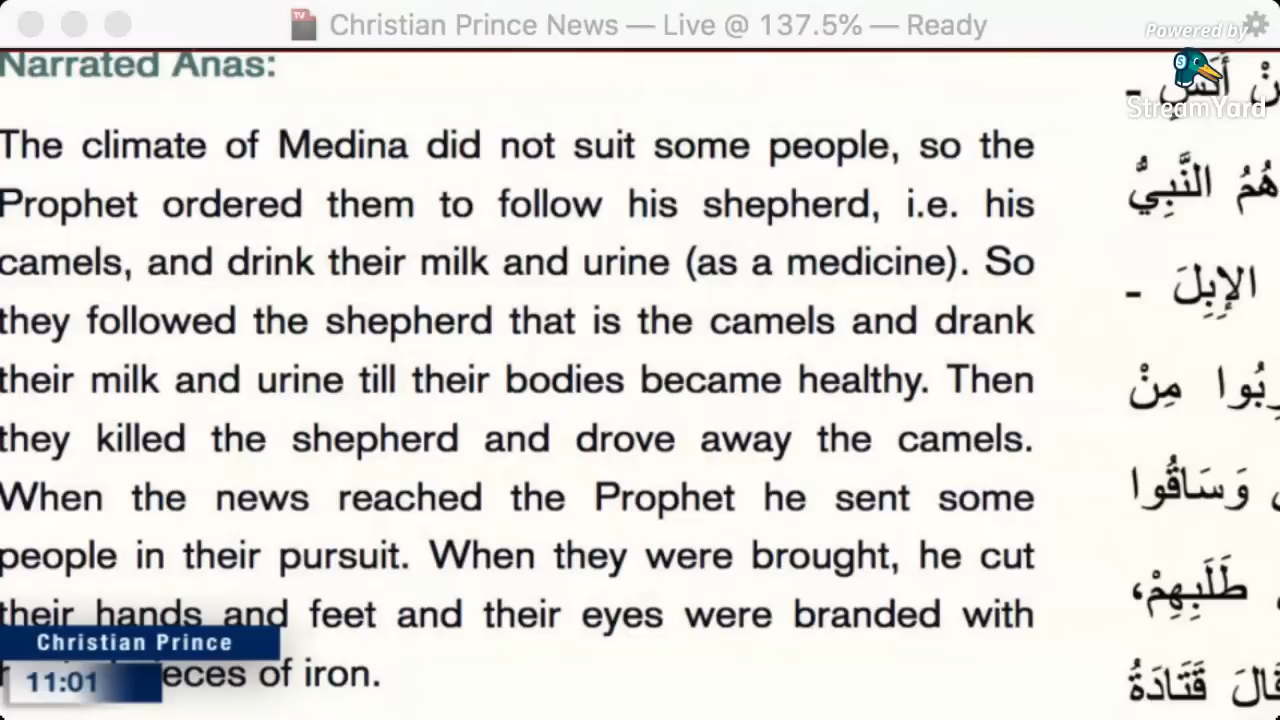 Christian Prince News — Live @ 137.5% — Ready
Powered by
StreamYard
Narrated Anas:
The climate of Medina did not suit some people, so the
Prophet ordered them to follow his shepherd, i.e. his
camels, and drink their milk and urine (as a medicine). So
they followed the shepherd that is the camels and drank
their milk and urine till their bodies became healthy. Then
they killed the shepherd and drove away the camels.
When the news reached the Prophet he sent some
people in their pursuit. When they were brought, he cut
their hands and feet and their eyes were branded with
of iron.
هُمُ النَّبِيُّ
الإِبِلَ ـ
مِنْ
وَسَاقُوا
طَلَبِهِمْ،
قَتَادَةُ
Christian Prince
11:01